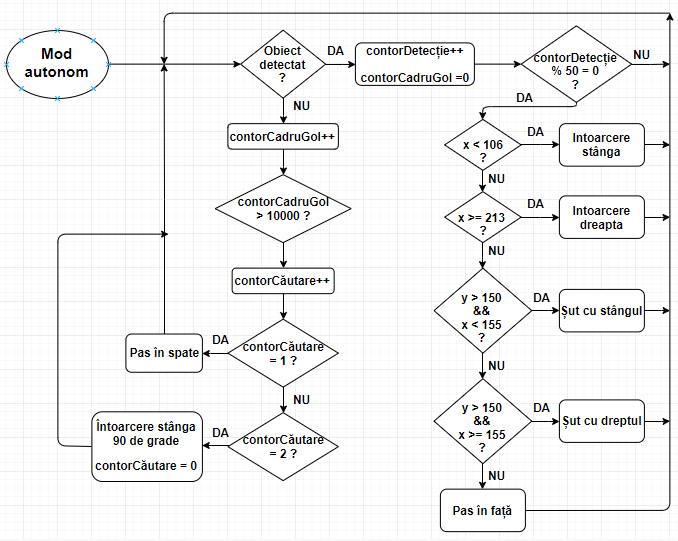 Mod
autonom
Obiect
detectat
?
DA
NU
contorDetecție++
contorCadruGol =0
contorDetecție
% 50 = 0
?
NU
DA
contorCadruGol++
contorCadruGol
> 10000 ?
contorCăutare++
contorCăutare
= 1 ?
DA
Pas în spate
NU
contorCăutare
= 2 ?
DA
Întoarcere stânga
90 de grade
contorCăutare = 0
x < 106
?
DA
Intoarcere
stânga
NU
x >= 213
?
DA
Intoarcere
dreapta
NU
y > 150
&&
x < 155
?
DA
Șut cu stângul
NU
y > 150
&&
x >= 155
?
DA
Șut cu dreptul
NU
Pas în față